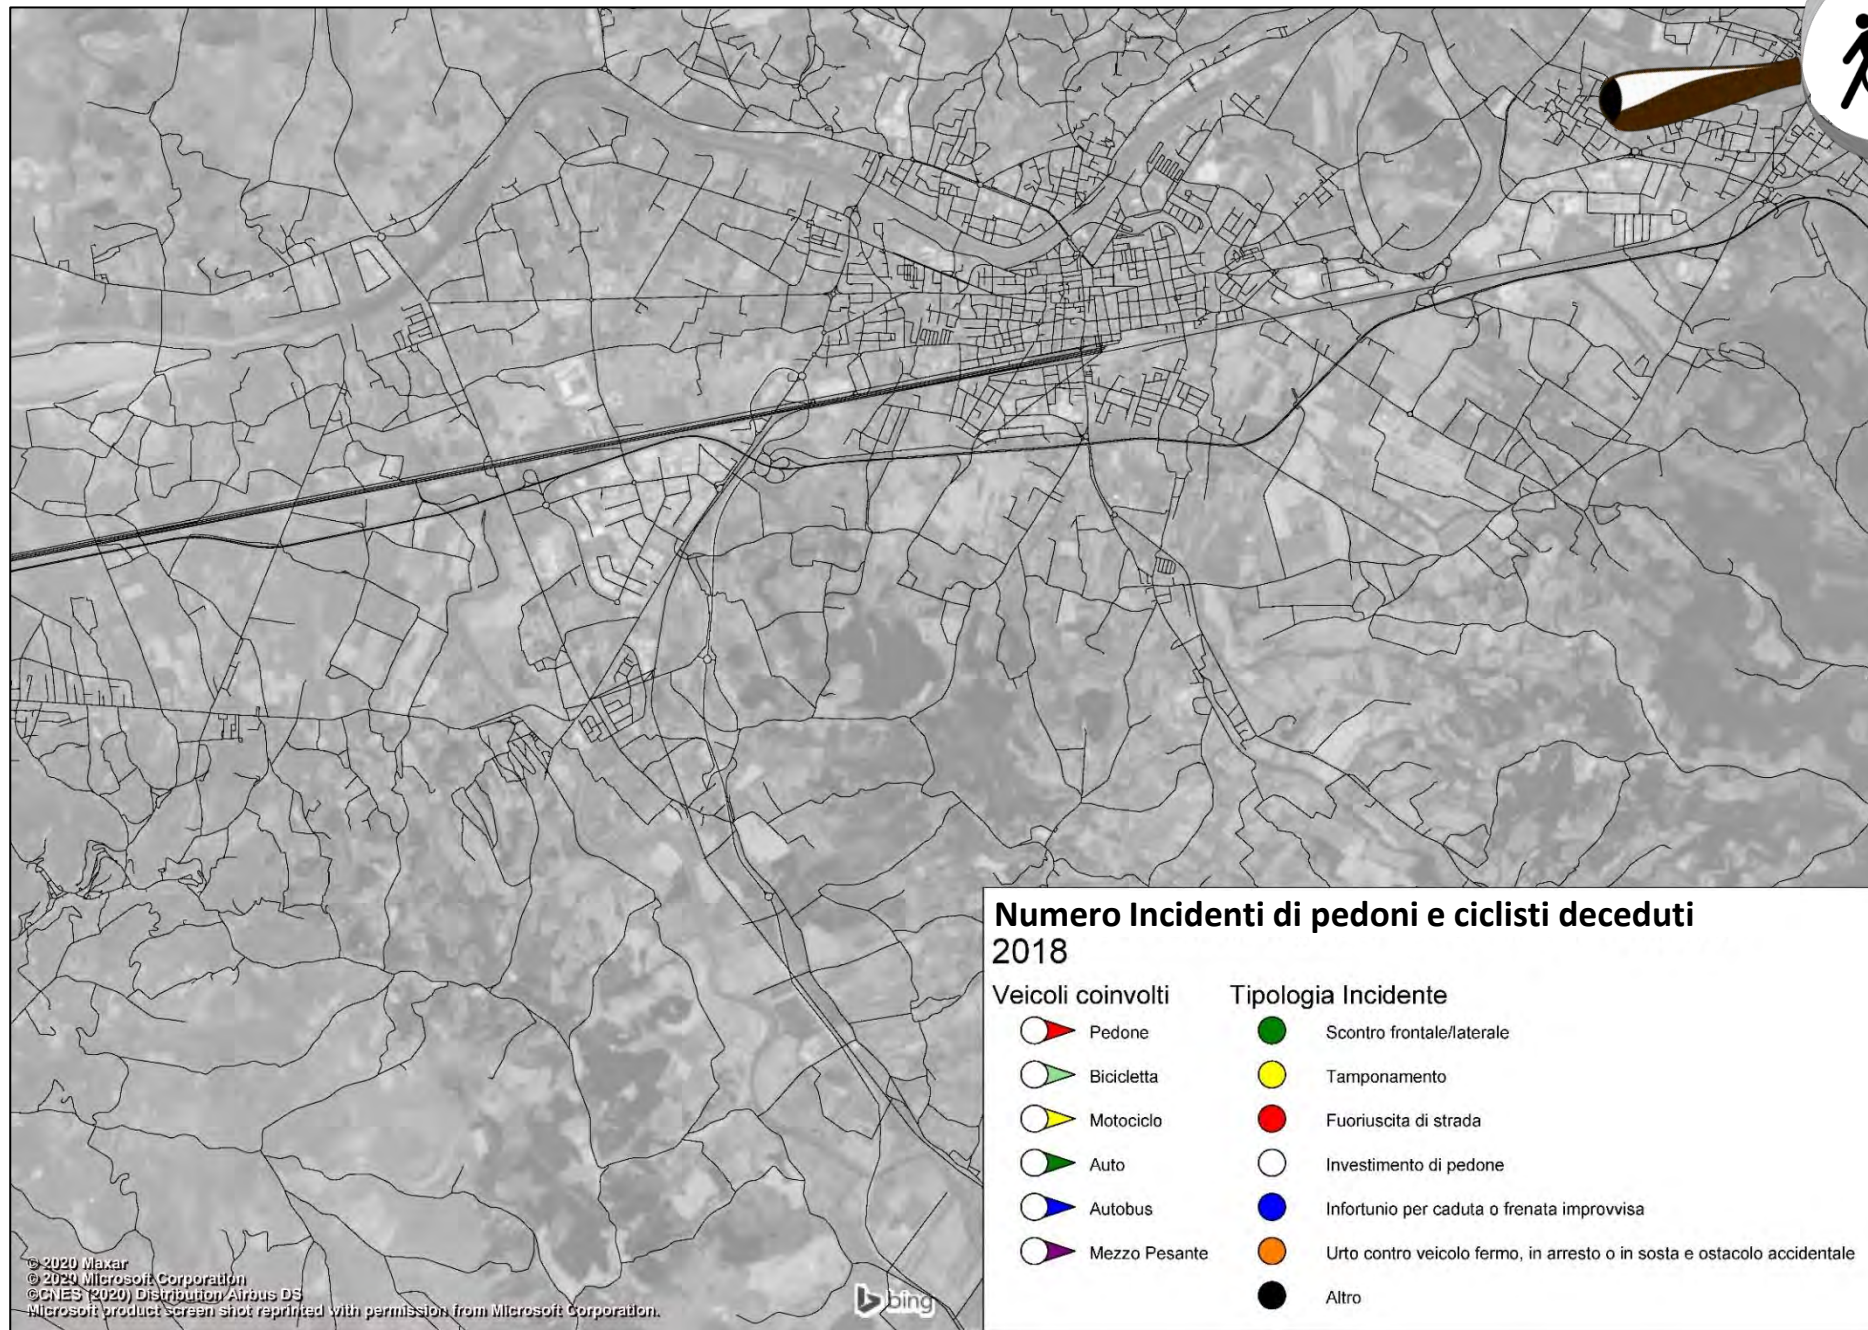 Numero Incidenti di pedoni e ciclisti deceduti
2018
Veicoli coinvolti
Pedone
Bicicletta
Motociclo
Auto
Autobus
Mezzo Pesante
Tipologia Incidente
Scontro frontale/laterale
Tamponamento
Fuoriuscita di strada
Investimento di pedone
Infortunio per caduta o frenata improvvisa
Urto contro veicolo fermo, in arresto o in sosta e ostacolo accidentale
Altro
© 2020 Maxar
© 2020 Microsoft Corporation
©CNES (2020) Distribution Airbus DS
Microsoft product screen shot reprinted with permission from Microsoft Corporation.
bing